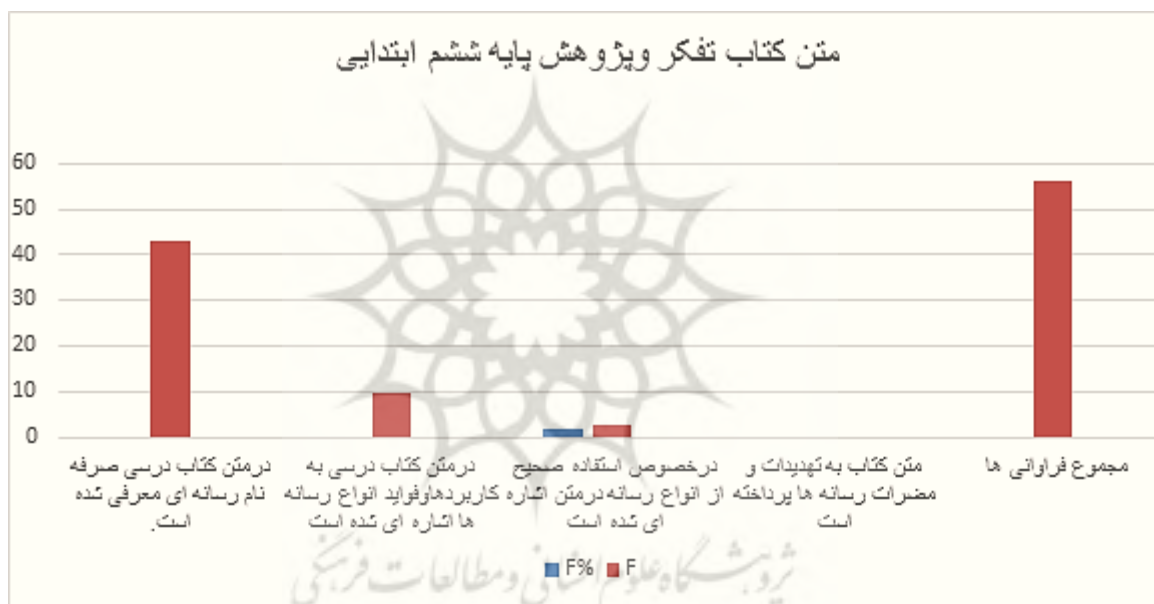 متن کتاب تفکر وپژوهش پایه ششم ابتدایی
60
50
40
30
20
10
0
درمتن کتاب درسی صرفه
نام رسانه ای معرفی شده
است.
درمتن کتاب درسی به
کاربردهاوفواید انواع رسانه
ها اشاره ای شده است
درخصوص استفاده صحیح
از انواع رسانه درمتن اشاره
ای شده است
متن کتاب به تهدیدات و
مضرات رسانه ها پرداخته
است
مجموع فراوانی ها
F% F
پژوهشگاه علوم انسانی و مطالعات فرهنگی